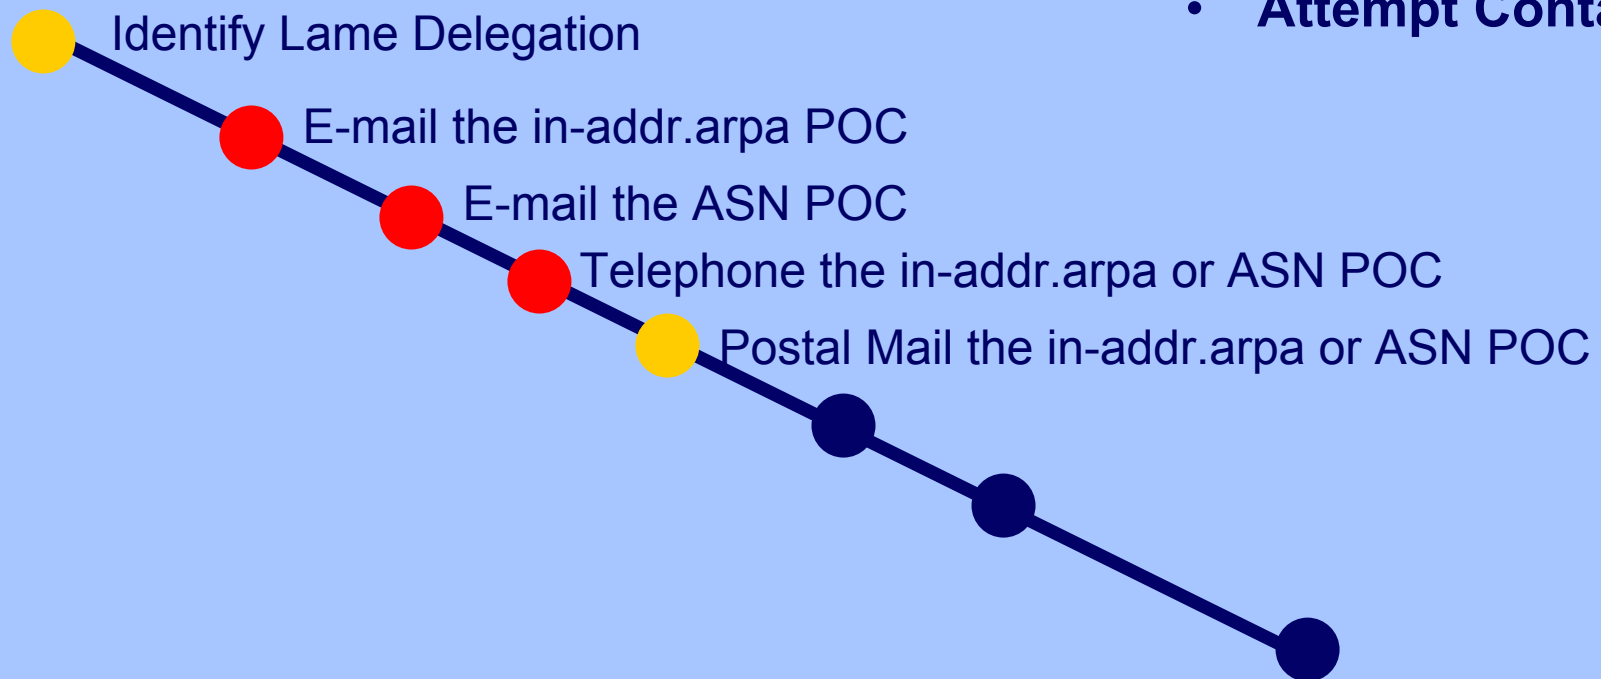 • Attempt
Identify Lame Delegation
E-mail the in-addr.arpa POC
E-mail the ASN POC
Telephone the in-addr.arpa or ASN POC
Postal Mail the in-addr.arpa or ASN POC